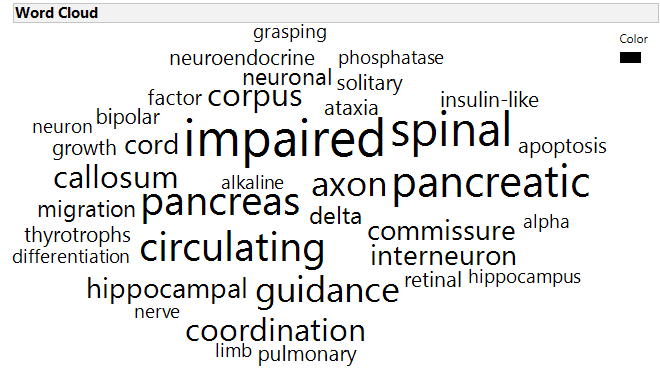 Word Cloud
grasping
Color
neuroendocrine phosphatase
neuronal solitary
factor corpus ataxia insulin-like
neuron bipolar
growth cord impaired spinal apoptosis
callosum alkaline axon pancreatic
migration pancreas delta
thyrotrophs commissure alpha
differentiation circulating interneuron
hippocampal guidance retinal hippocampus
nerve
coordination
limb pulmonary